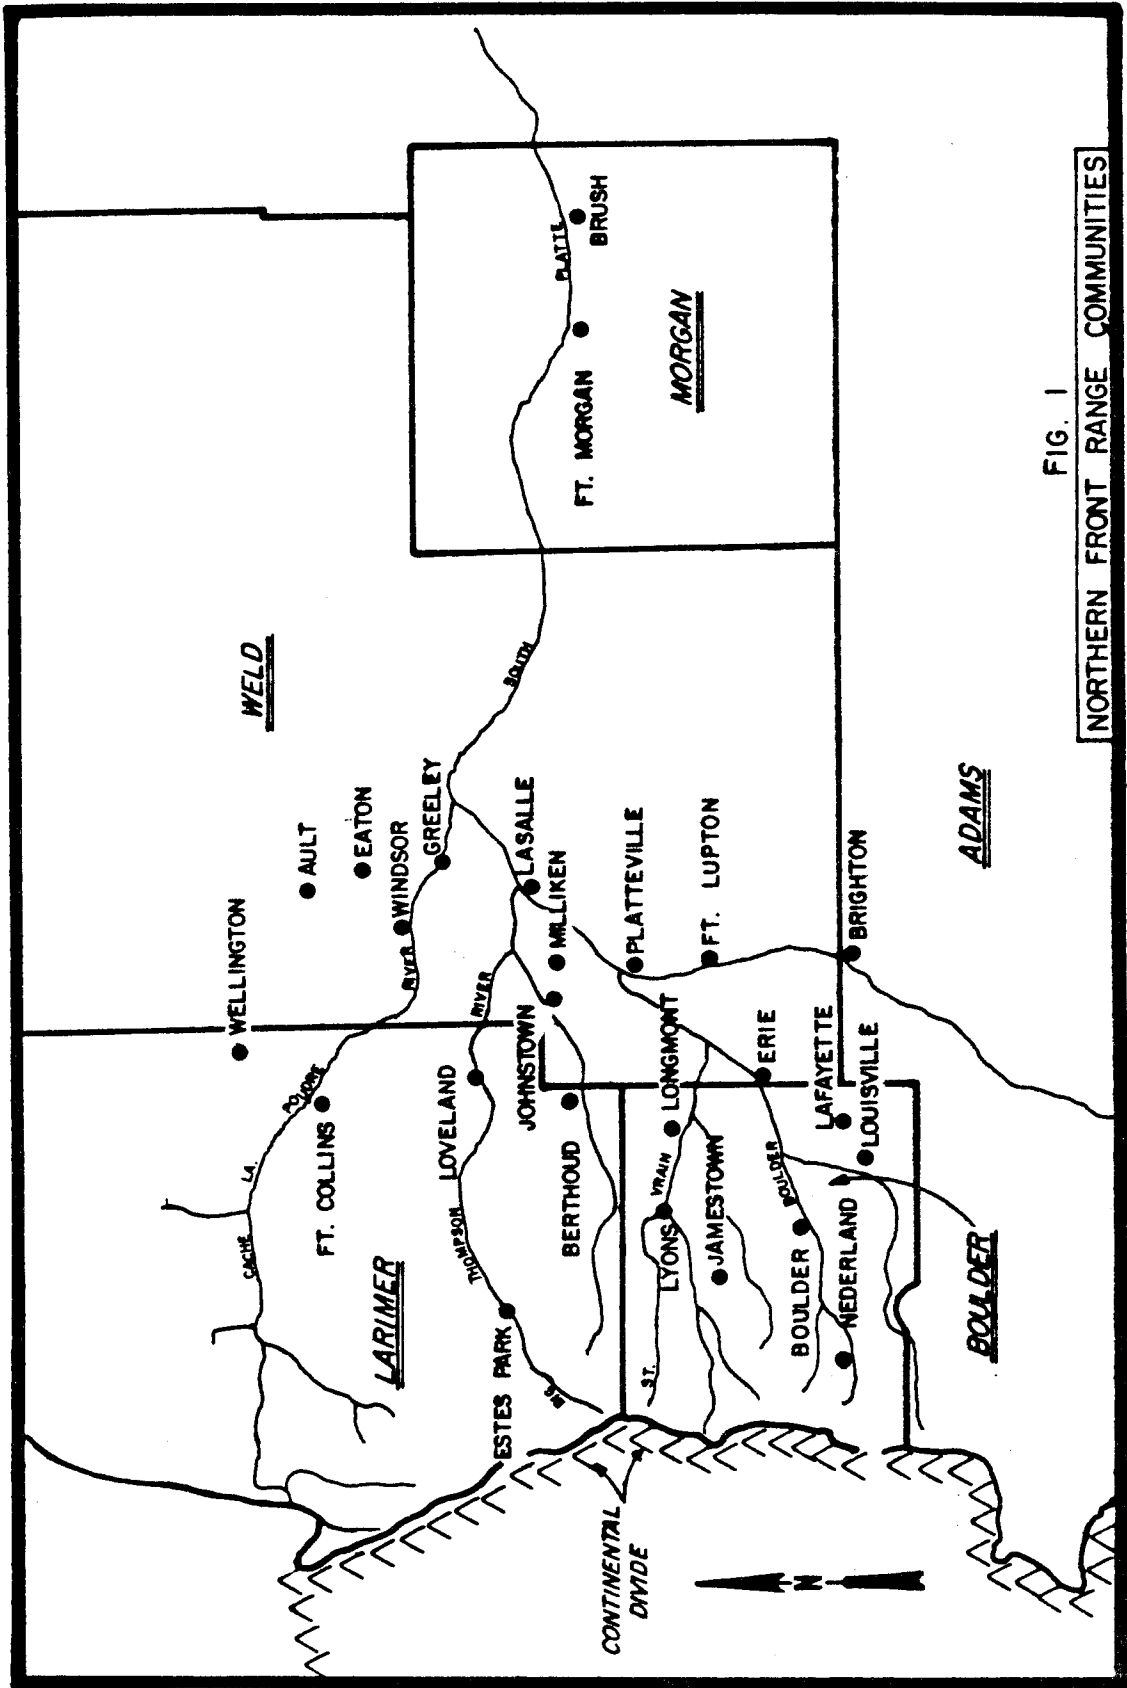 WELLINGTON
AULT
EATON
WINDSOR
GREELEY
WELD
LARIMER
FT. COLLINS
CACHE
LA.
POUDRE
RIVER
ESTES PARK
BIG
THOMPSON
RIVER
LOVELAND
JOHNSTOWN
MILLIKEN
LASALLE
BERTHOUD
SOUTH
PLATTE
BRUSH
FT. MORGAN
MORGAN
PLATTEVILLE
FT. LUPTON
LONGMONT
ST.
VRAIN
LYONS
JAMESTOWN
ERIE
BOULDER
BOULDER
NEDERLAND
LAFAYETTE
LOUISVILLE
BRIGHTON
ADAMS
BOULDER
CONTINENTAL
DIVIDE
N
FIG. 1
NORTHERN FRONT RANGE COMMUNITIES